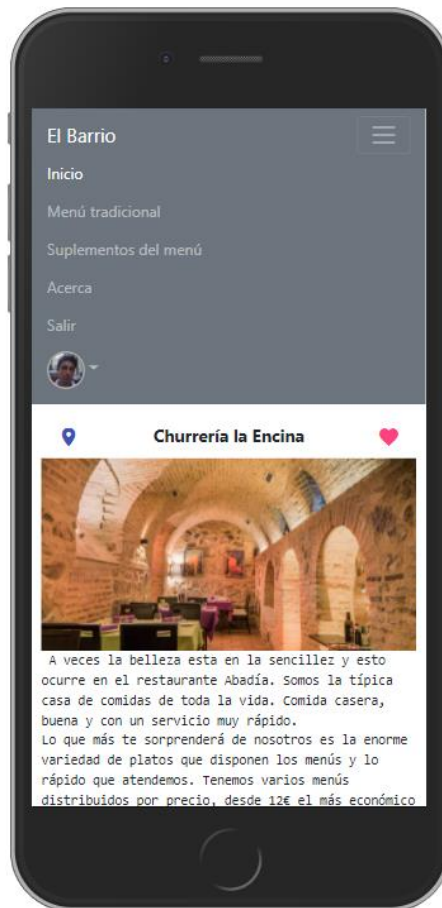 El Barrio
Inicio
Menú tradicional
Suplementos del menú
Acerca
Salir
Churrería la Encina
A veces la belleza esta en la sencillez y esto
ocurre en el restaurante Abadía. Somos la típica
casa de comidas de toda la vida. Comida casera,
buena y con un servicio muy rápido.
Lo que más te sorprenderá de nosotros es la enorme
variedad de platos que disponen los menús y lo
rápido que atendemos. Tenemos varios menús
distribuidos por precio, desde 12€ el más económico